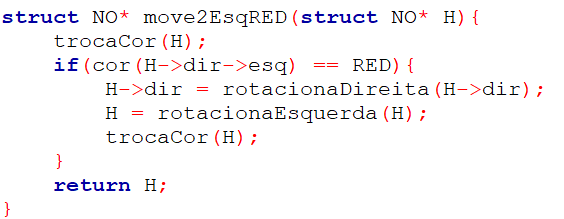 struct NO* move2EsqRED(struct NO* H){
    trocaCor(H);
    if(cor(H->dir->esq) == RED){
        H->dir = rotacionaDireita(H->dir);
        H = rotacionaEsquerda(H);
        trocaCor(H);
    }
    return H;
}